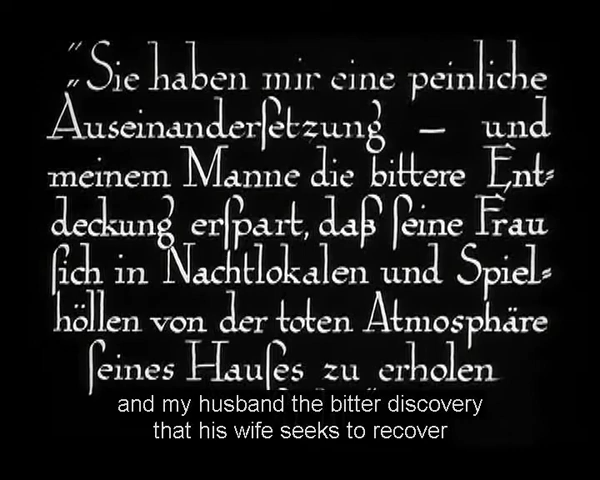 "Sie haben mir eine peinliche
Auseinanderſetzung — und
meinem Manne die bittere Ent⸗
deckung erſpart, daß ſeine Frau
ſich in Nachtlokalen und Spiel⸗
höllen von der toten Atmosphäre
ſeines Hauſes zu erholen
and my husband the bitter discovery
that his wife seeks to recover